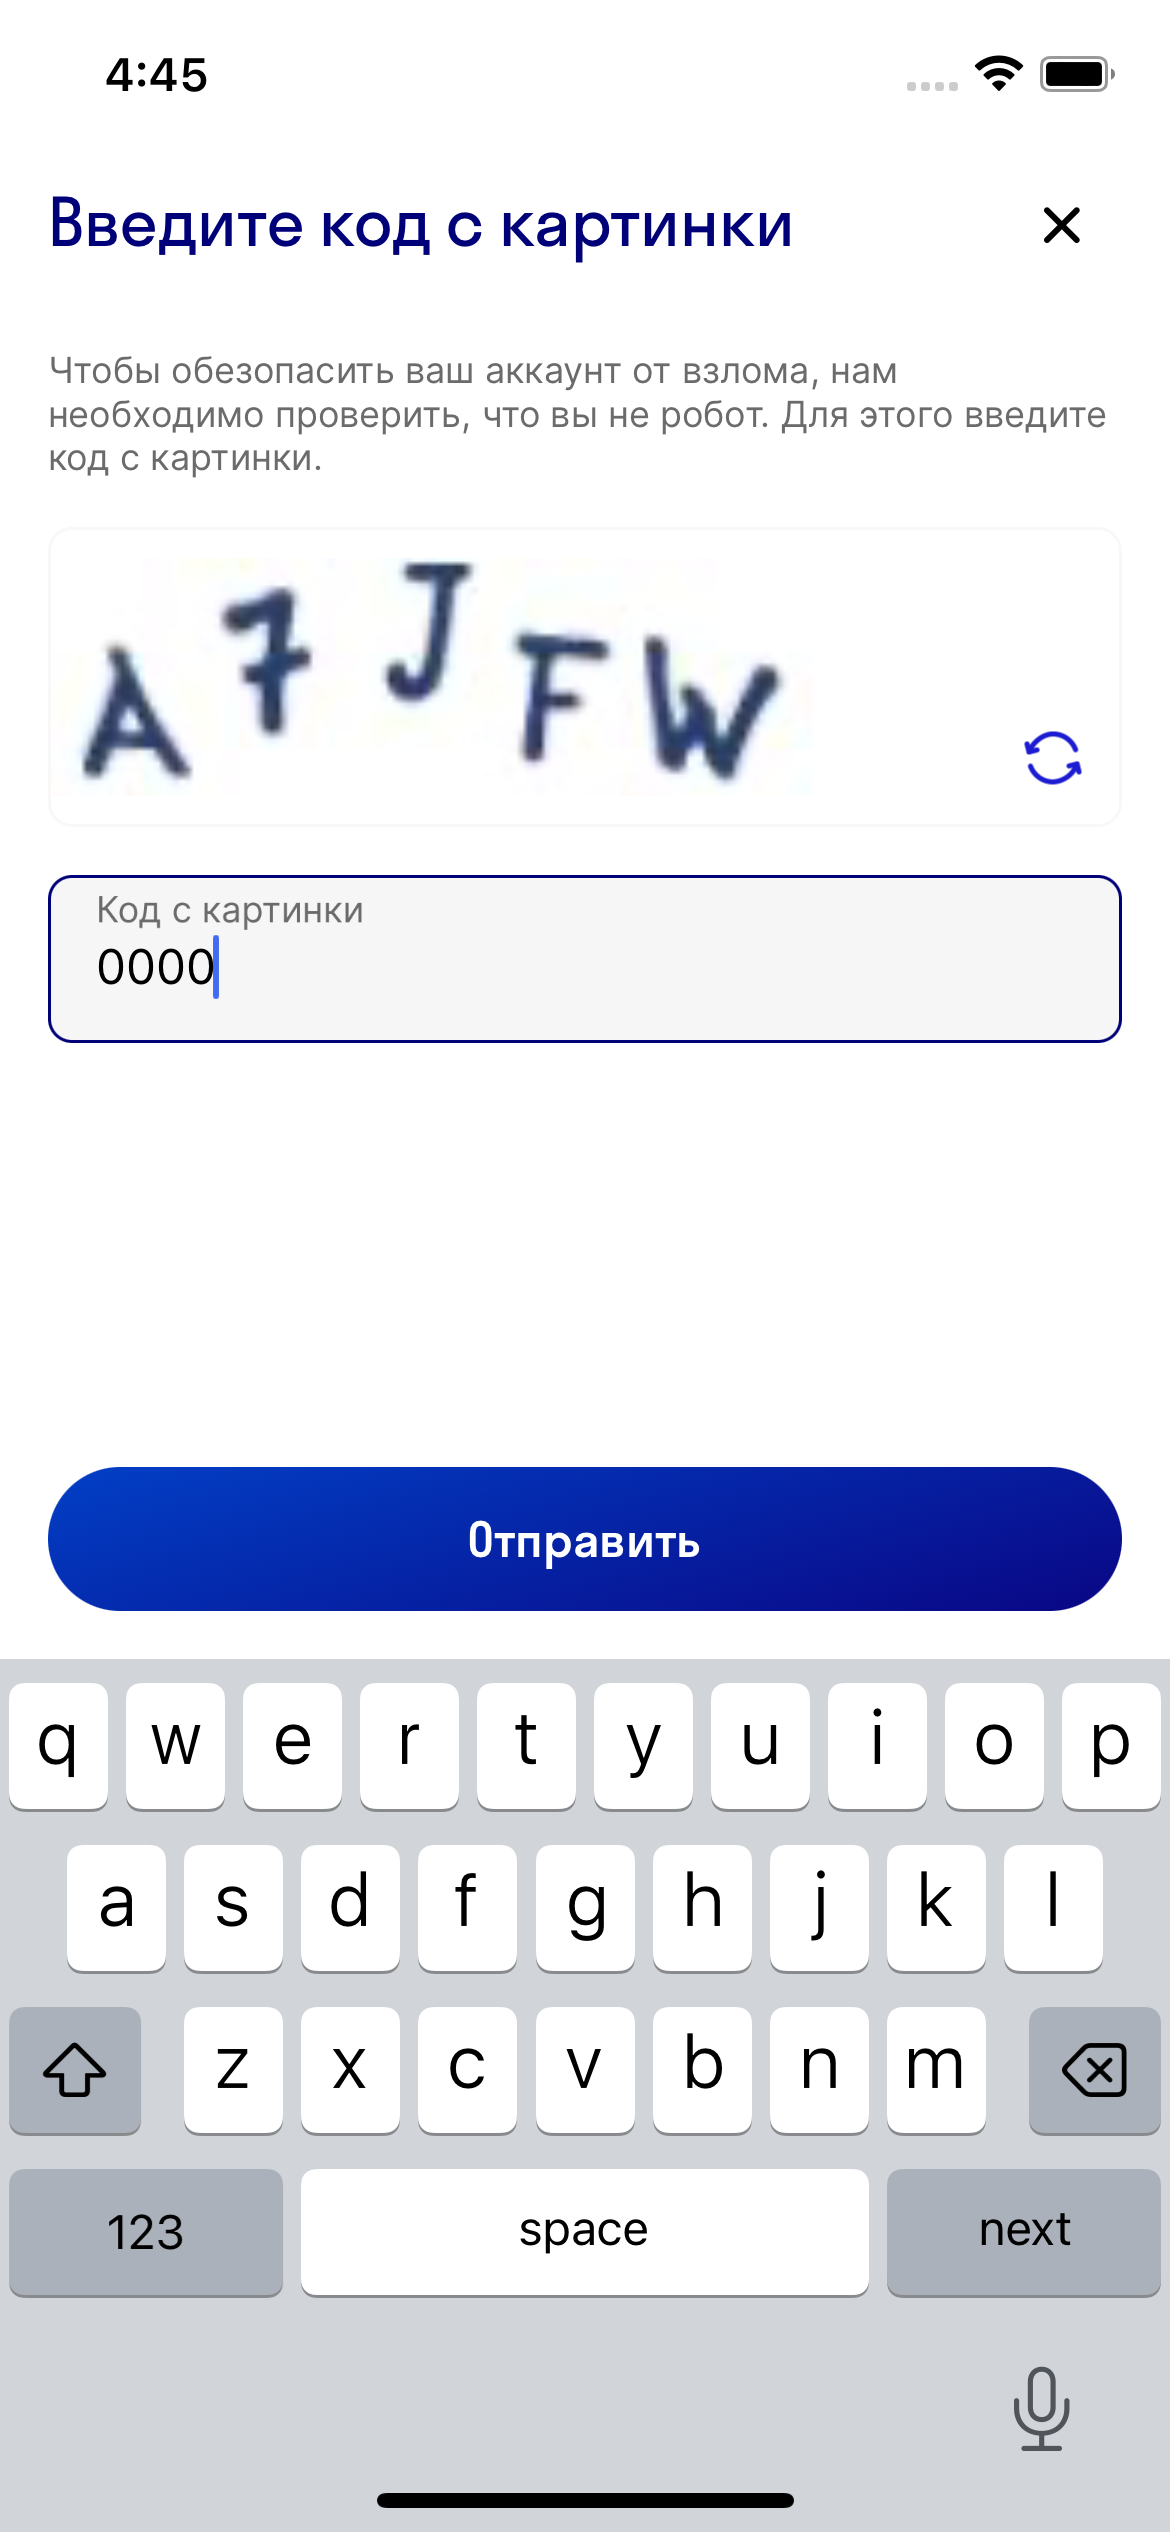 4:45
Введите код с картинки
Чтобы обезопасить ваш аккаунт от взлома, нам
необходимо проверить, что вы не робот. Для этого введите
код с картинки.
A7JFW
Код с картинки
0000
Отправить
q w e r t y u i o p
a s d f g h j k l
z x c v b n m
123 space next